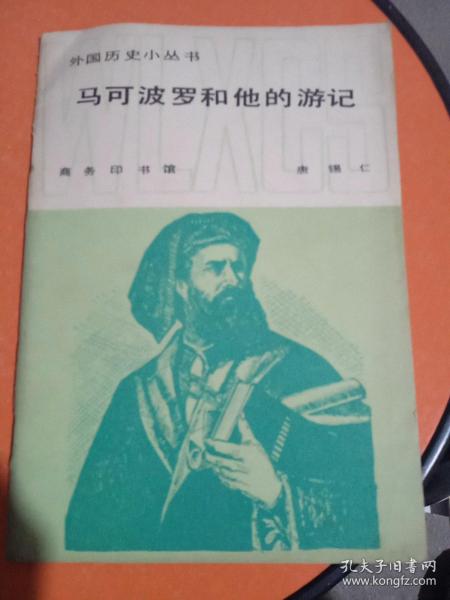 外国历史小丛书
马可波罗和他的游记
商务印书馆 唐锡仁
WLXCS
孔夫子旧书网
www.kongfz.com